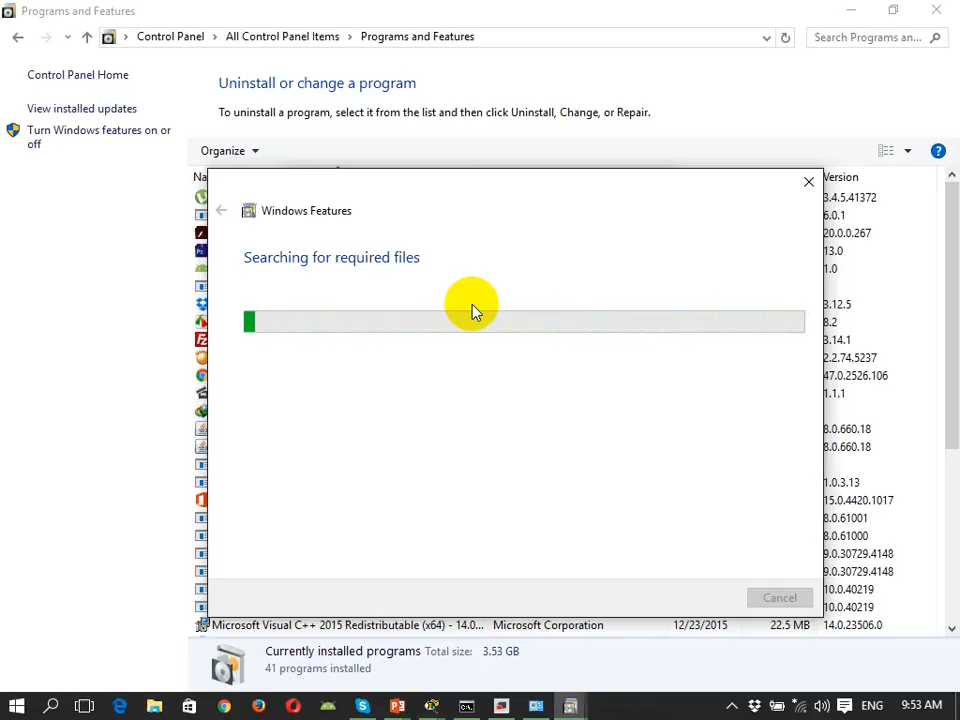 Programs and Features
Control Panel › All Control Panel Items › Programs and Features
Search Programs an...
Control Panel Home
View installed updates
Turn Windows features on or
off
Uninstall or change a program
To uninstall a program, select it from the list and then click Uninstall, Change, or Repair.
Organize
Na
Version
Windows Features
Searching for required files
Cancel
3.4.5.41372
6.0.1
20.0.0.267
13.0
1.0
3.12.5
8.2
3.14.1
2.2.74.5237
47.0.2526.106
1.1.1
8.0.660.18
8.0.660.18
1.0.3.13
15.0.4420.1017
8.0.61001
8.0.61000
9.0.30729.4148
9.0.30729.4148
10.0.40219
10.0.40219
Microsoft Visual C++ 2015 Redistributable (x64) - 14.0... Microsoft Corporation 12/23/2015 22.5 MB 14.0.23506.0
Currently installed programs Total size: 3.53 GB
41 programs installed
ENG 9:53 AM